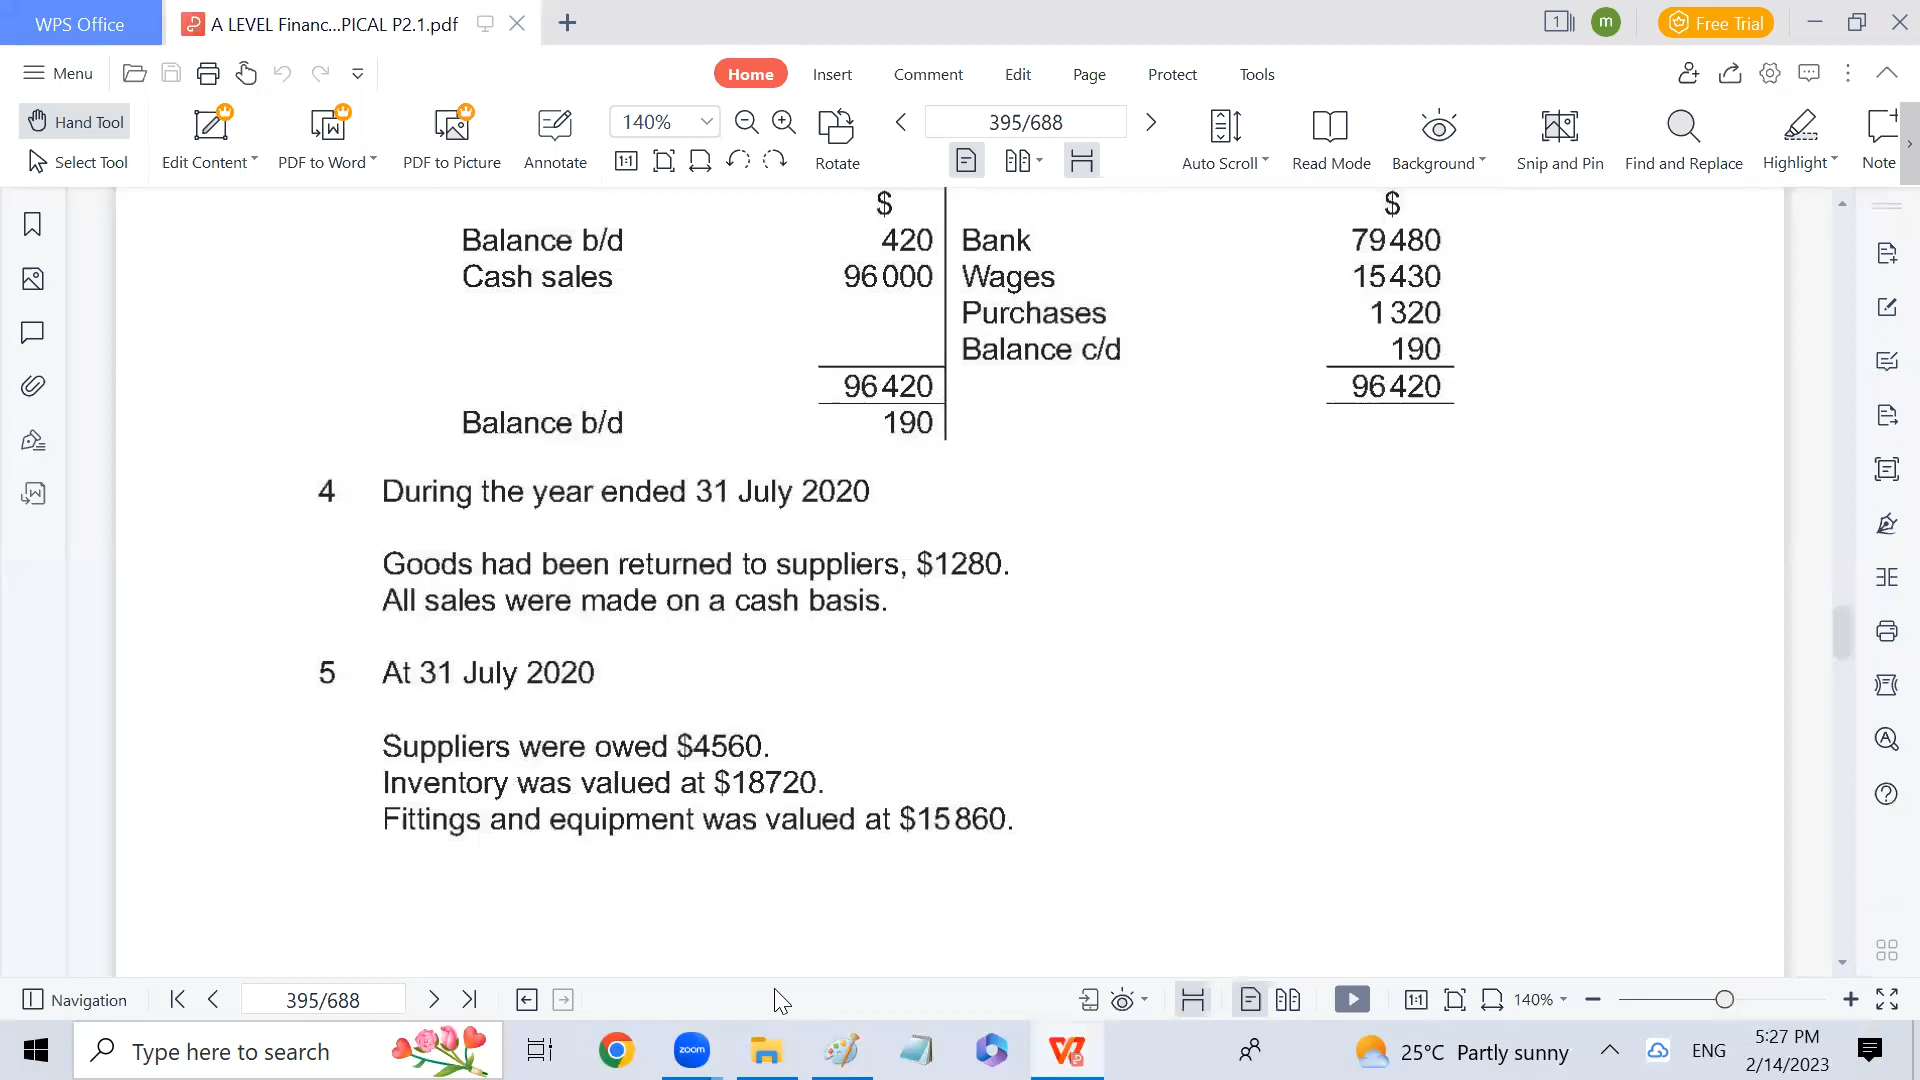 WPS Office
A LEVEL Financ...PICAL P2.1.pdf
1
m
Free Trial
Menu
Home
Insert
Comment
Edit
Page
Protect
Tools
Hand Tool
Select Tool
Edit Content
PDF to Word
PDF to Picture
Annotate
140%
1:1
Rotate
395/688
Auto Scroll
Read Mode
Background
Snip and Pin
Find and Replace
Highlight
Note
$ $
Balance b/d 420 Bank 79480
Cash sales 96000 Wages 15430
Purchases 1320
Balance c/d 190
96420 96420
Balance b/d 190
4 During the year ended 31 July 2020
Goods had been returned to suppliers, $1280.
All sales were made on a cash basis.
5 At 31 July 2020
Suppliers were owed $4560.
Inventory was valued at $18720.
Fittings and equipment was valued at $15860.
Navigation
395/688
1:1
140%
Type here to search
zoom
25°C Partly sunny
ENG
5:27 PM
2/14/2023